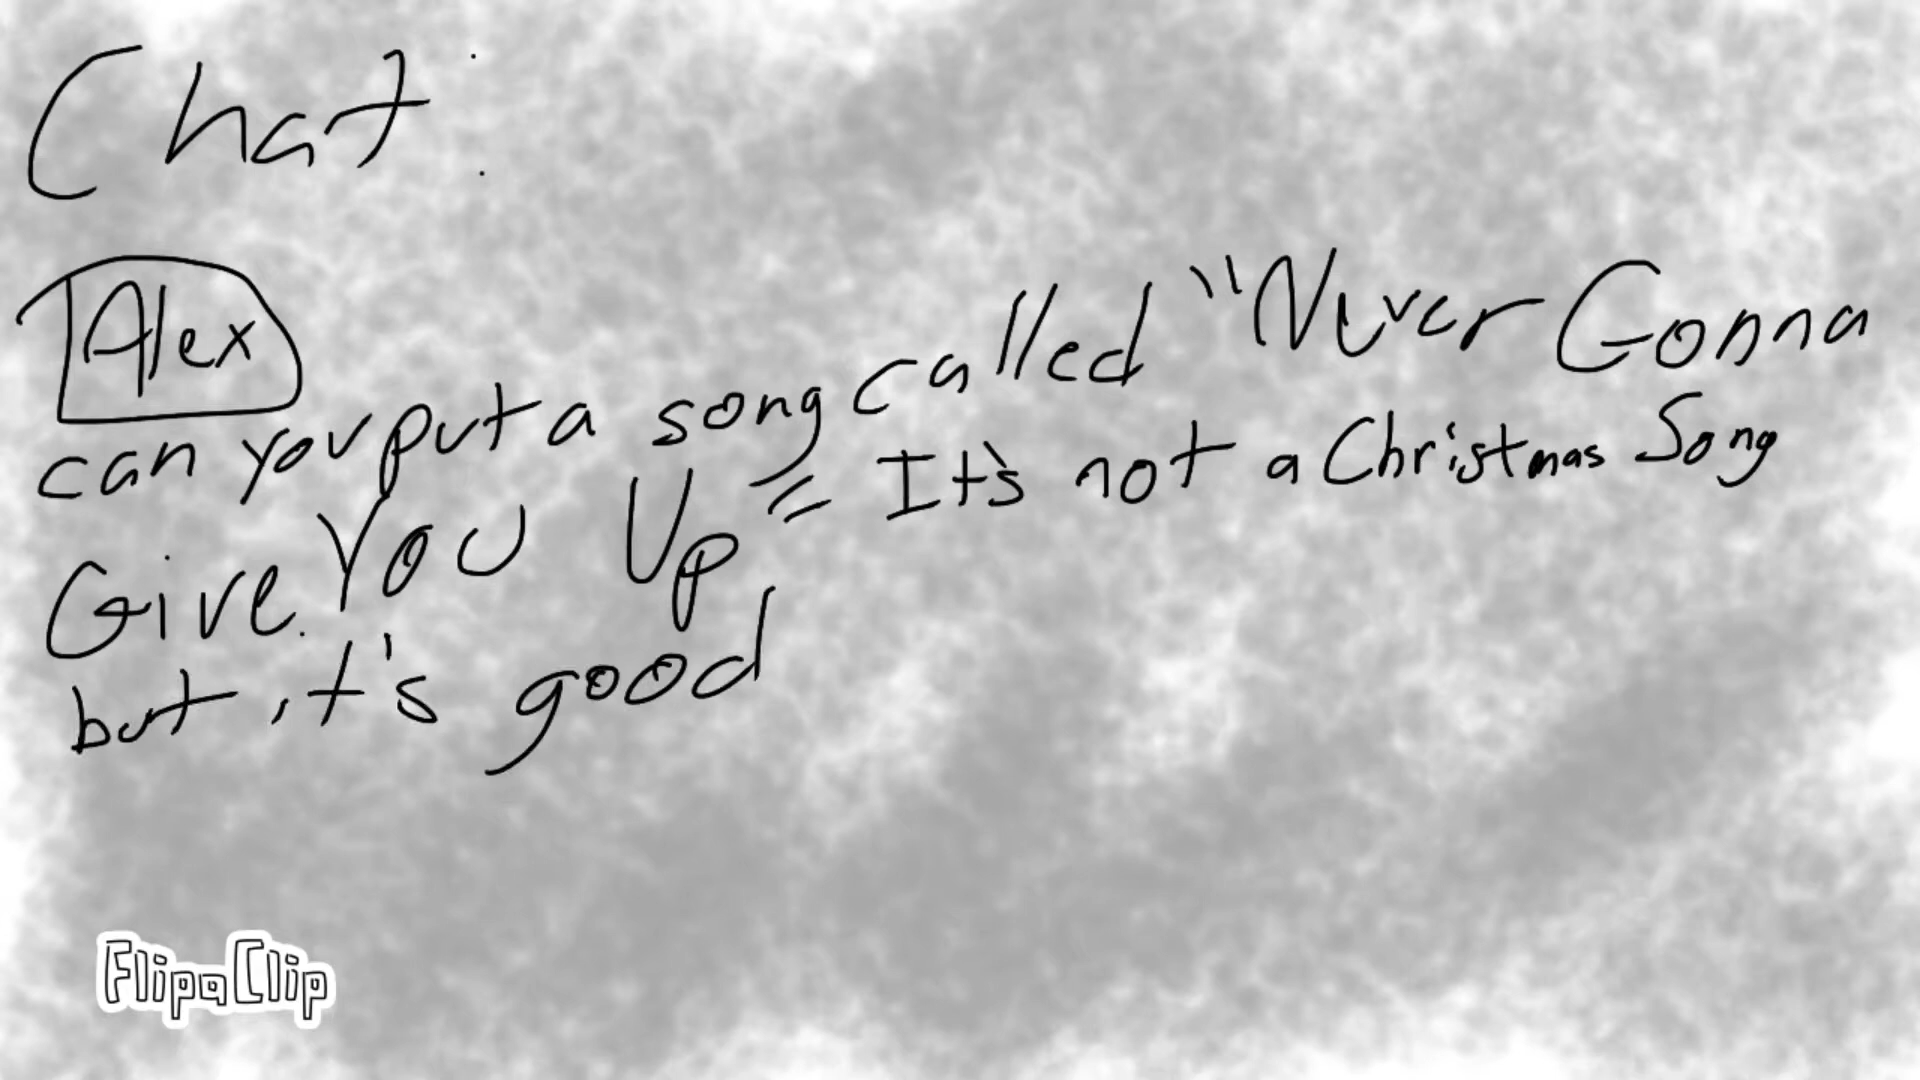 Chat:
Alex
can you put a song called "Never Gonna
Give You Up" It's not a Christmas Song
but it's good
FlipaClip